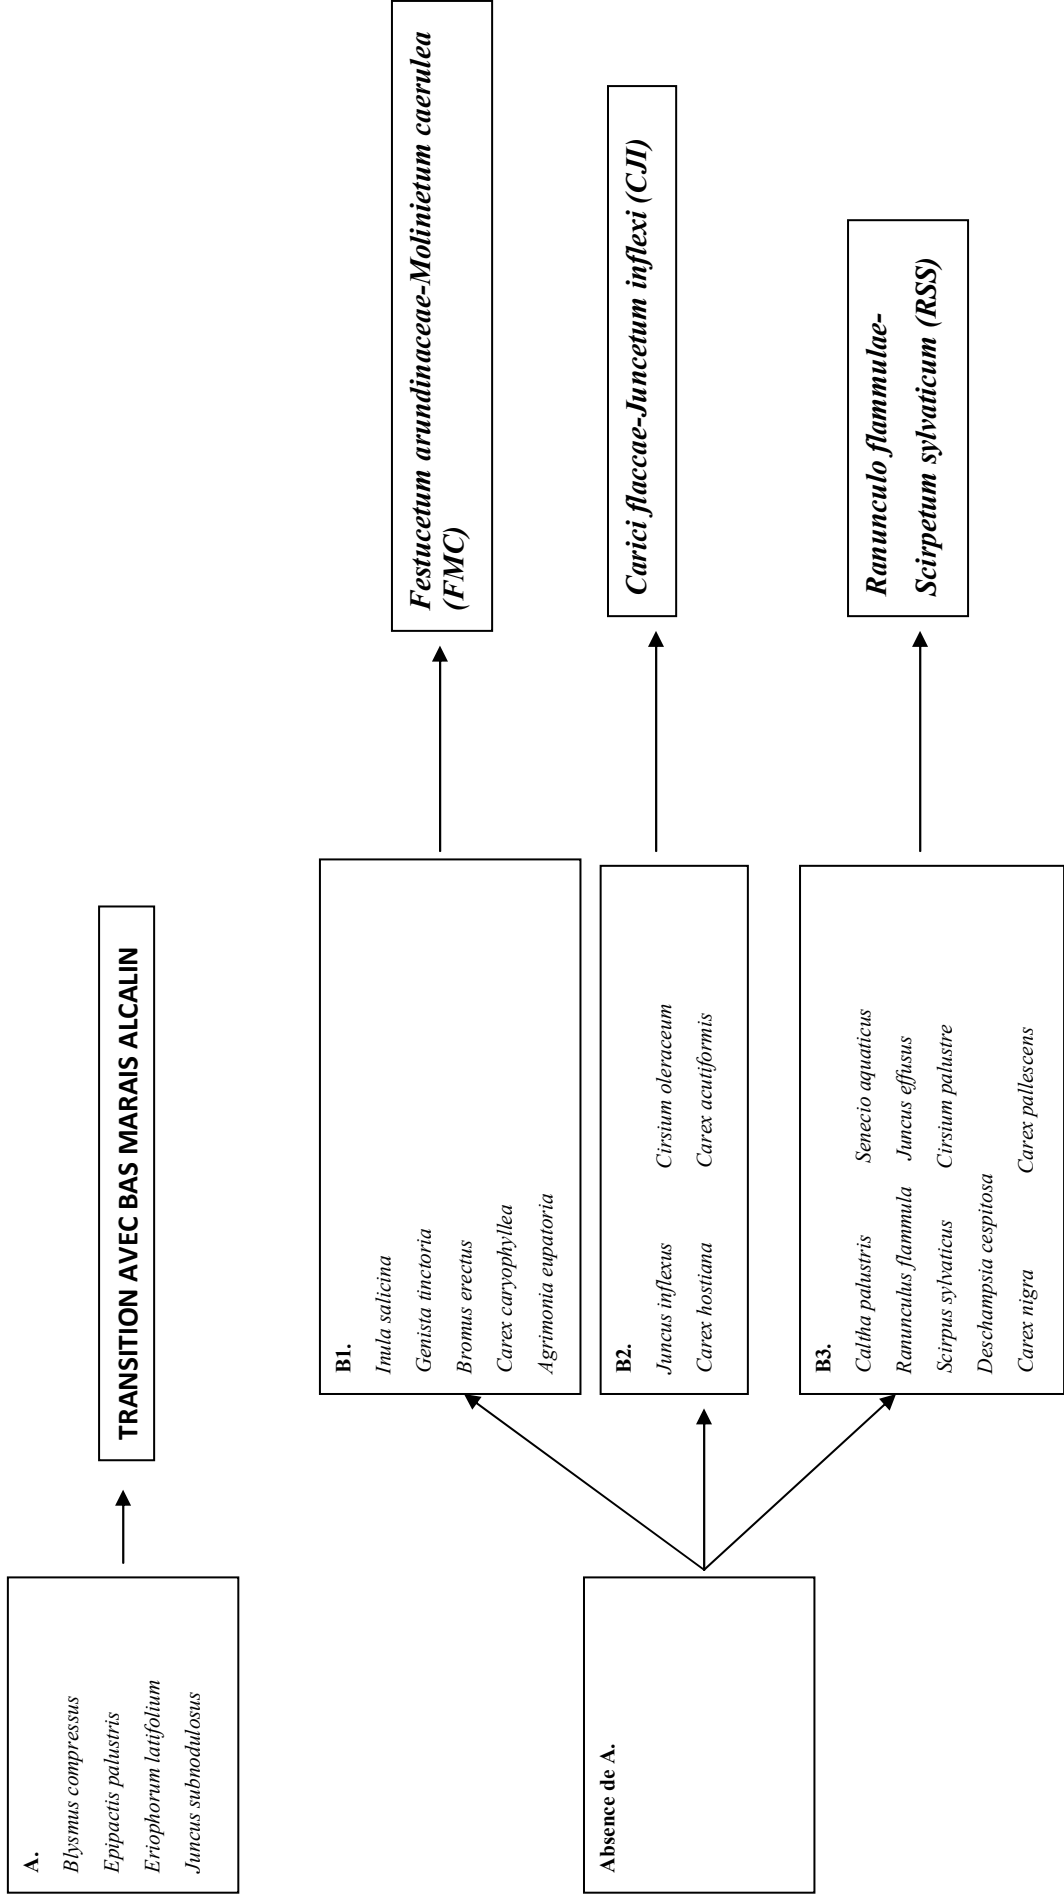 A.
Blysmus compressus
Epipactis palustris
Eriophorum latifolium
Juncus subnodulosus
TRANSITION AVEC BAS MARAIS ALCALIN
Absence de A.
B1.
Inula salicina
Genista tinctoria
Bromus erectus
Carex caryophyllea
Agrimonia eupatoria
Festucetum arundinaceae-Molinietum caerulea
(FMC)
B2.
Juncus inflexus Cirsium oleraceum
Carex hostiana Carex acutiformis
Carici flaccae-Juncetum inflexi (CJI)
B3.
Caltha palustris Senecio aquaticus
Ranunculus flammula Juncus effusus
Scirpus sylvaticus Cirsium palustre
Deschampsia cespitosa
Carex nigra Carex pallescens
Ranunculo flammulae-
Scirpetum sylvaticum (RSS)